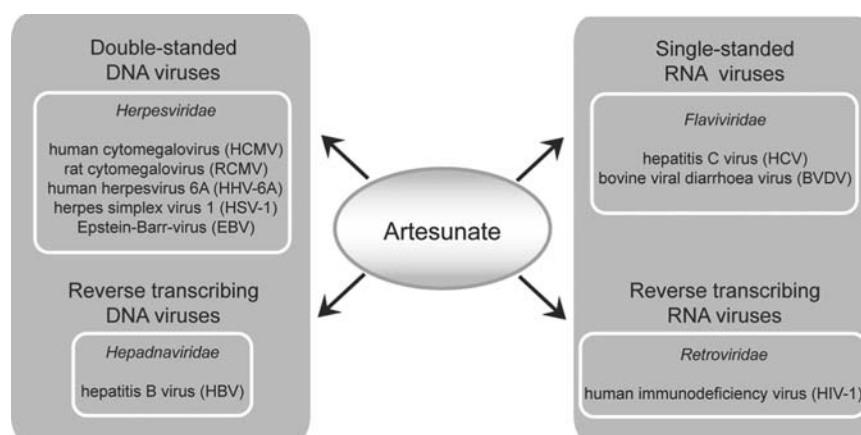 Double-standed
DNA viruses
Herpesviridae
human cytomegalovirus (HCMV)
rat cytomegalovirus (RCMV)
human herpesvirus 6A (HHV-6A)
herpes simplex virus 1 (HSV-1)
Epstein-Barr-virus (EBV)
Reverse transcribing
DNA viruses
Hepadnaviridae
hepatitis B virus (HBV)
Artesunate
Single-standed
RNA viruses
Flaviviridae
hepatitis C virus (HCV)
bovine viral diarrhoea virus (BVDV)
Reverse transcribing
RNA viruses
Retroviridae
human immunodeficiency virus (HIV-1)